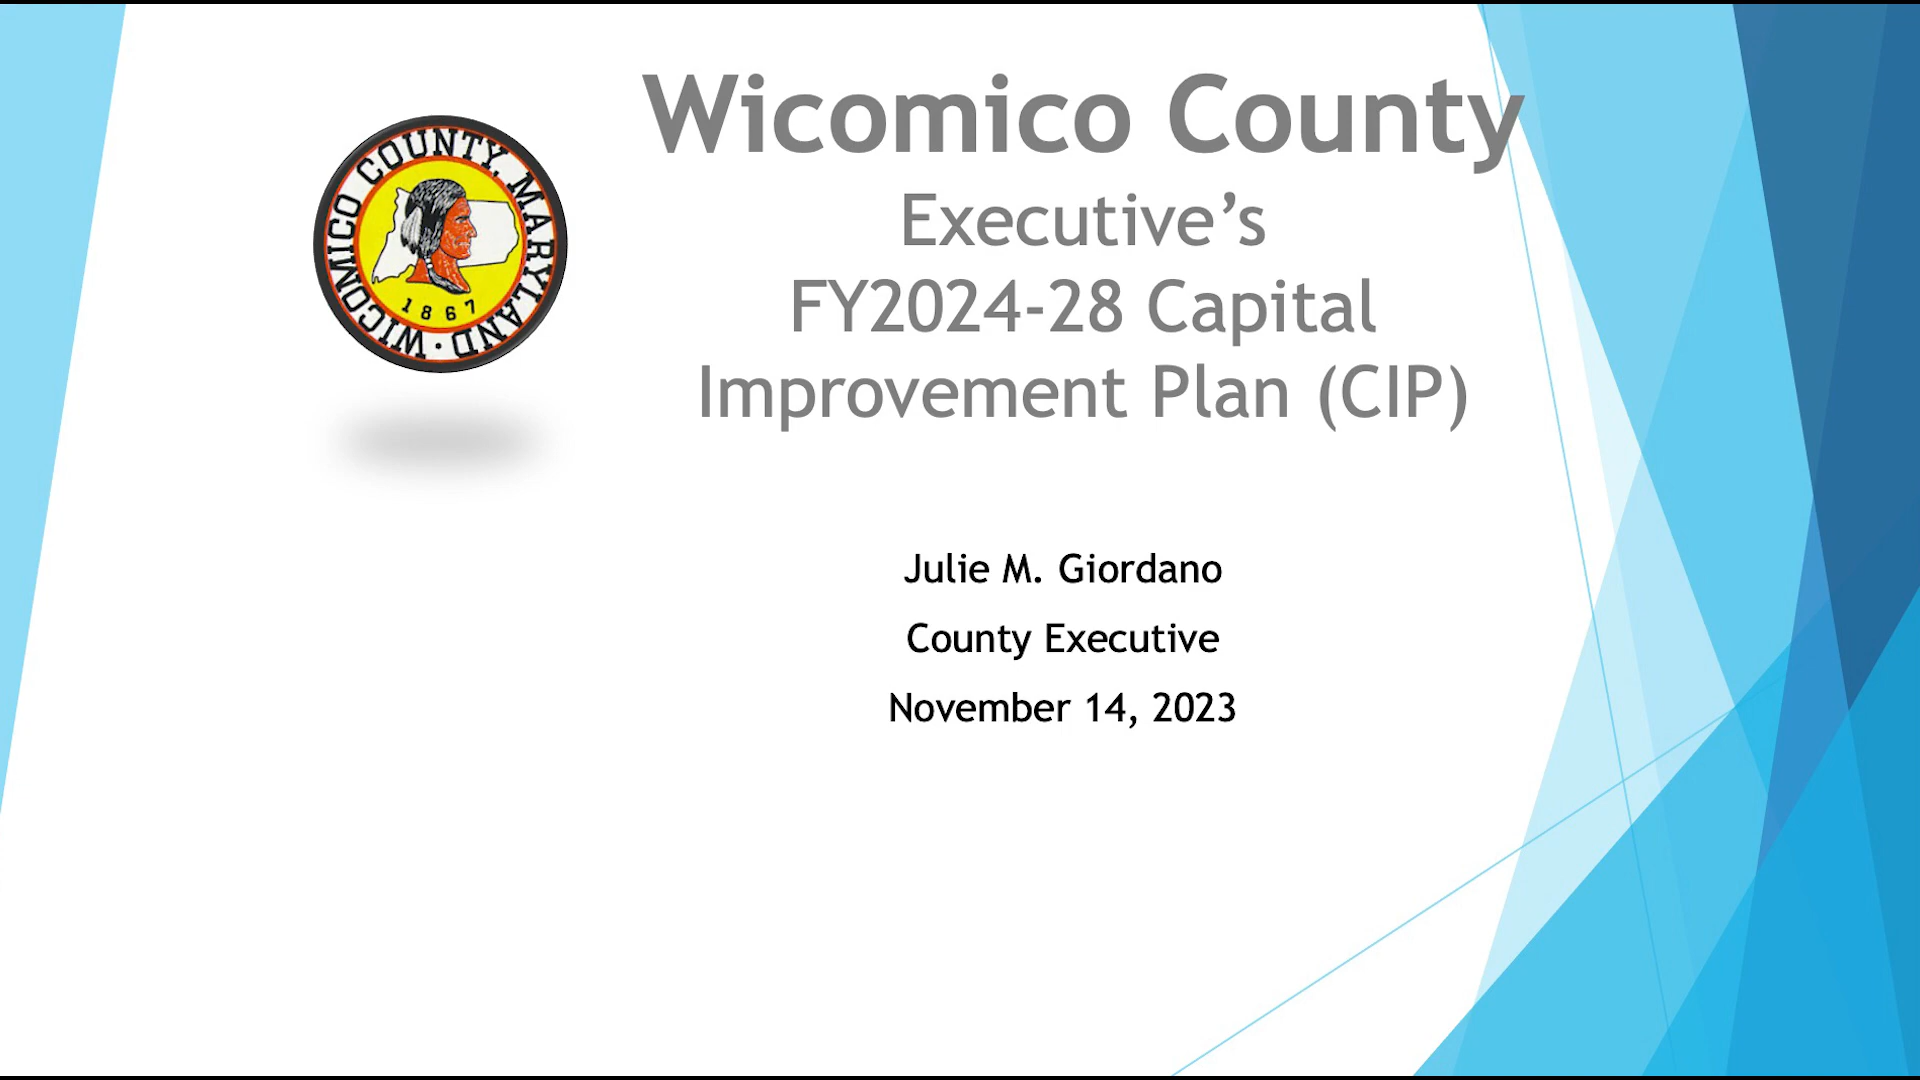 WICOMICO COUNTY, MARYLAND ·
1867
Wicomico County
Executive’s
FY2024-28 Capital
Improvement Plan (CIP)
Julie M. Giordano
County Executive
November 14, 2023